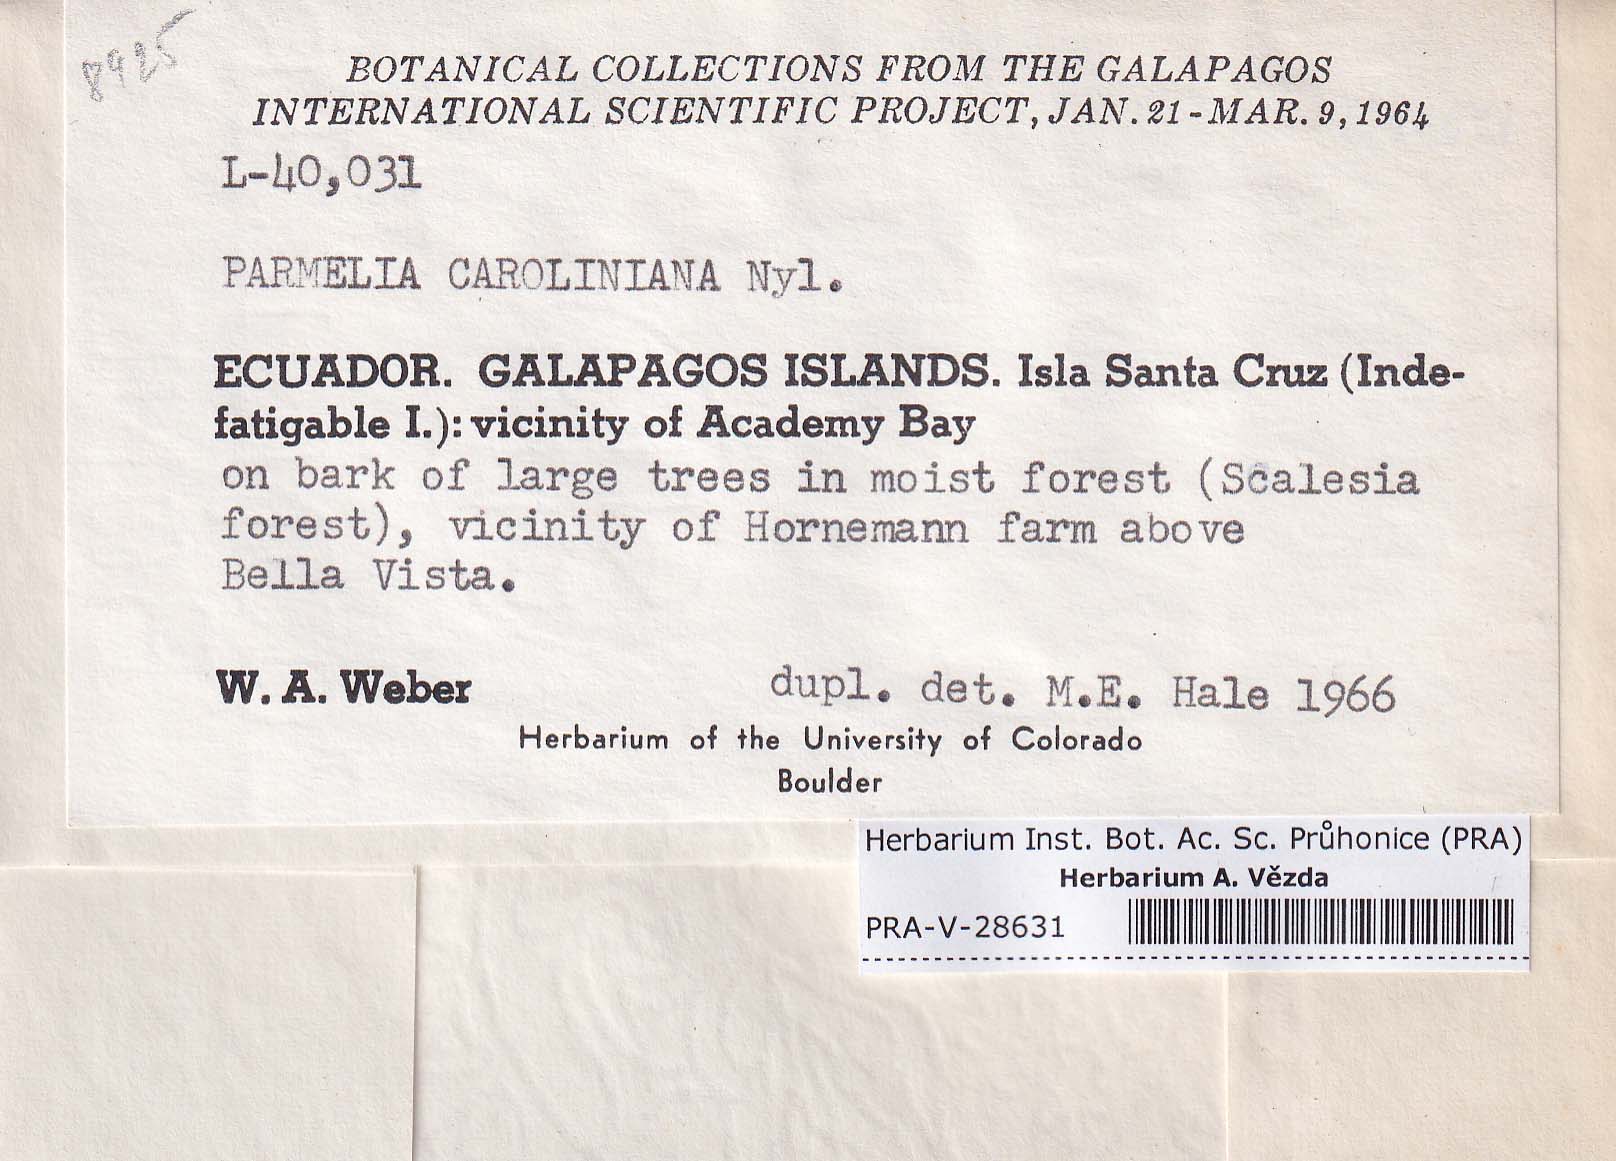 8925
BOTANICAL COLLECTIONS FROM THE GALAPAGOS
INTERNATIONAL SCIENTIFIC PROJECT, JAN. 21 - MAR. 9, 1964
L-40,031
PARMELIA CAROLINIANA Nyl.
ECUADOR. GALAPAGOS ISLANDS. Isla Santa Cruz (Inde-
fatigable I.): vicinity of Academy Bay
on bark of large trees in moist forest (Scalesia
forest), vicinity of Hornemann farm above
Bella Vista.
W. A. Weber dupl. det. M.E. Hale 1966
Herbarium of the University of Colorado
Boulder
Herbarium Inst. Bot. Ac. Sc. Průhonice (PRA)
Herbarium A. Vězda
PRA-V-28631